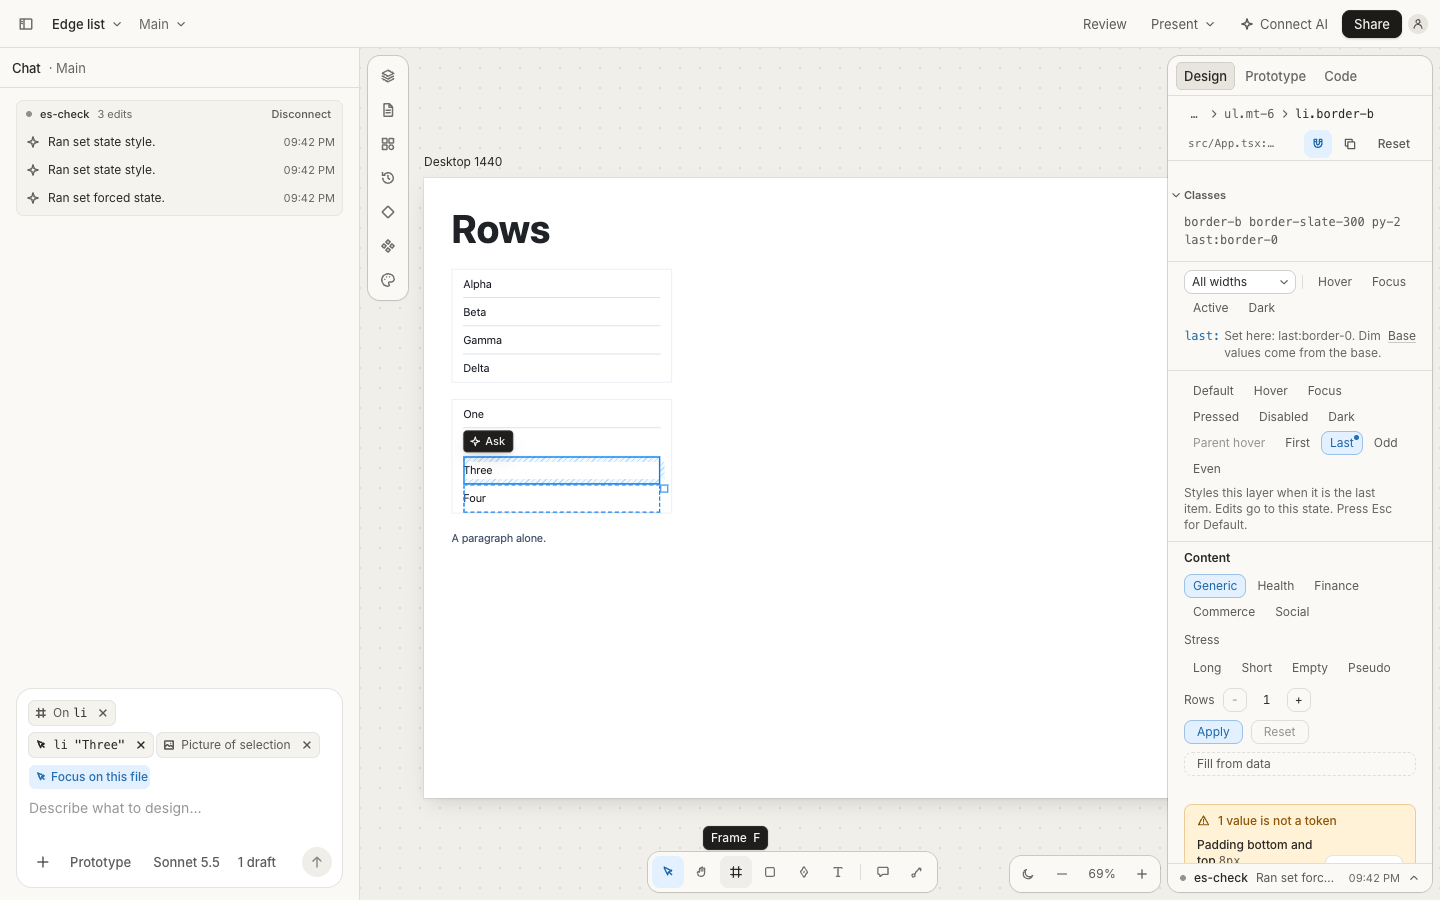 Edge list
Main
Review
Present
Connect AI
Share
Chat · Main
es-check 3 edits Disconnect
Ran set state style. 09:42 PM
Ran set state style. 09:42 PM
Ran set forced state. 09:42 PM
On li
li "Three"
Picture of selection
Focus on this file
Describe what to design...
Prototype
Sonnet 5.5
1 draft
Desktop 1440
Rows
Alpha
Beta
Gamma
Delta
One
Ask
Three
Four
A paragraph alone.
Frame F
69%
Design
Prototype
Code
… > ul.mt-6 > li.border-b
src/App.tsx:…
Reset
Classes
border-b border-slate-300 py-2
last:border-0
All widths
Hover
Focus
Active
Dark
last: Set here: last:border-0. Dim Base
values come from the base.
Default Hover Focus
Pressed Disabled Dark
Parent hover First Last Odd
Even
Styles this layer when it is the last
item. Edits go to this state. Press Esc
for Default.
Content
Generic Health Finance
Commerce Social
Stress
Long Short Empty Pseudo
Rows - 1 +
Apply Reset
Fill from data
1 value is not a token
Padding bottom and
top 8px
es-check Ran set forc... 09:42 PM